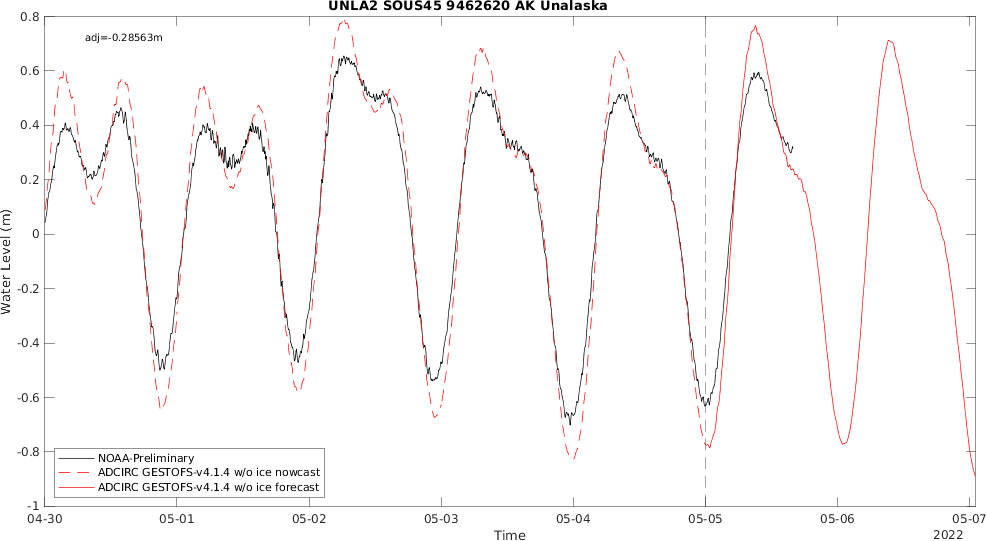 UNLA2 SOUS45 9462620 AK Unalaska
adj=-0.28563m
0.8
0.6
0.4
0.2
0
-0.2
-0.4
-0.6
-0.8
-1
Water Level (m)
NOAA-Preliminary
ADCIRC GESTOFS-v4.1.4 w/o ice nowcast
ADCIRC GESTOFS-v4.1.4 w/o ice forecast
04-30 05-01 05-02 05-03 05-04 05-05 05-06 05-07
Time
2022